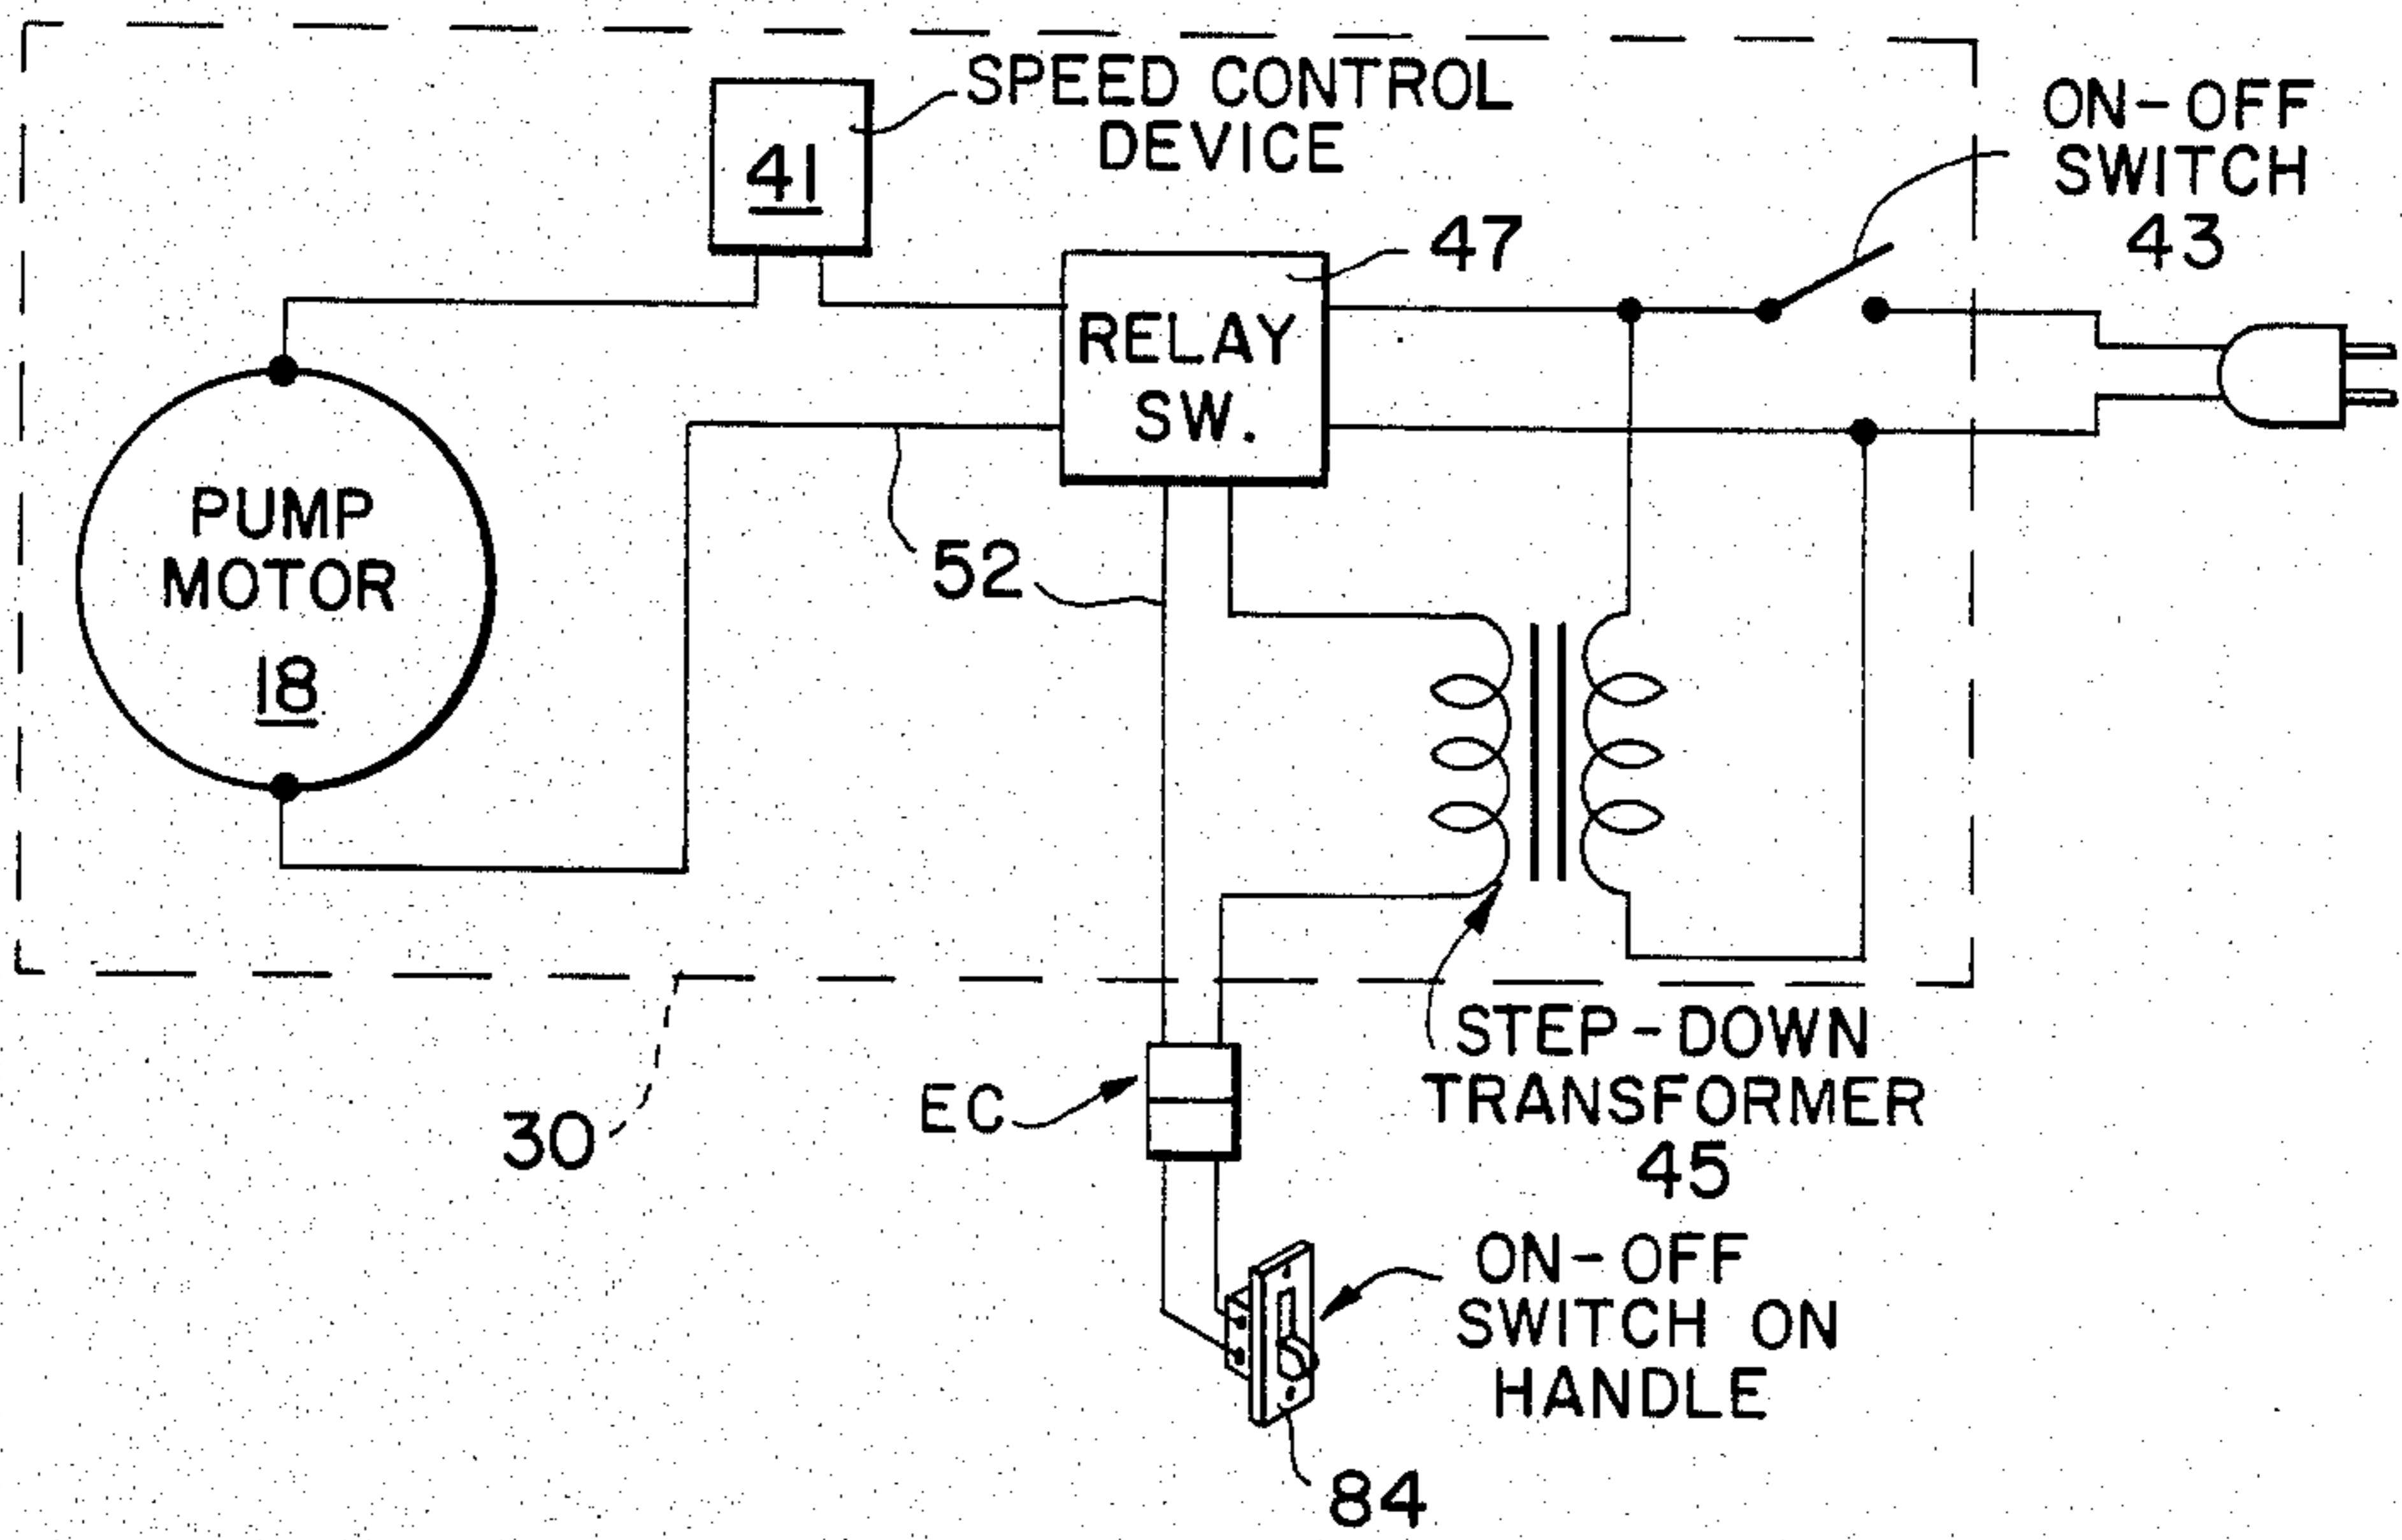 SPEED CONTROL
DEVICE
41
ON-OFF
SWITCH
43
47
RELAY
SW.
PUMP
MOTOR
18
52
STEP-DOWN
TRANSFORMER
45
EC
30
ON-OFF
SWITCH ON
HANDLE
84